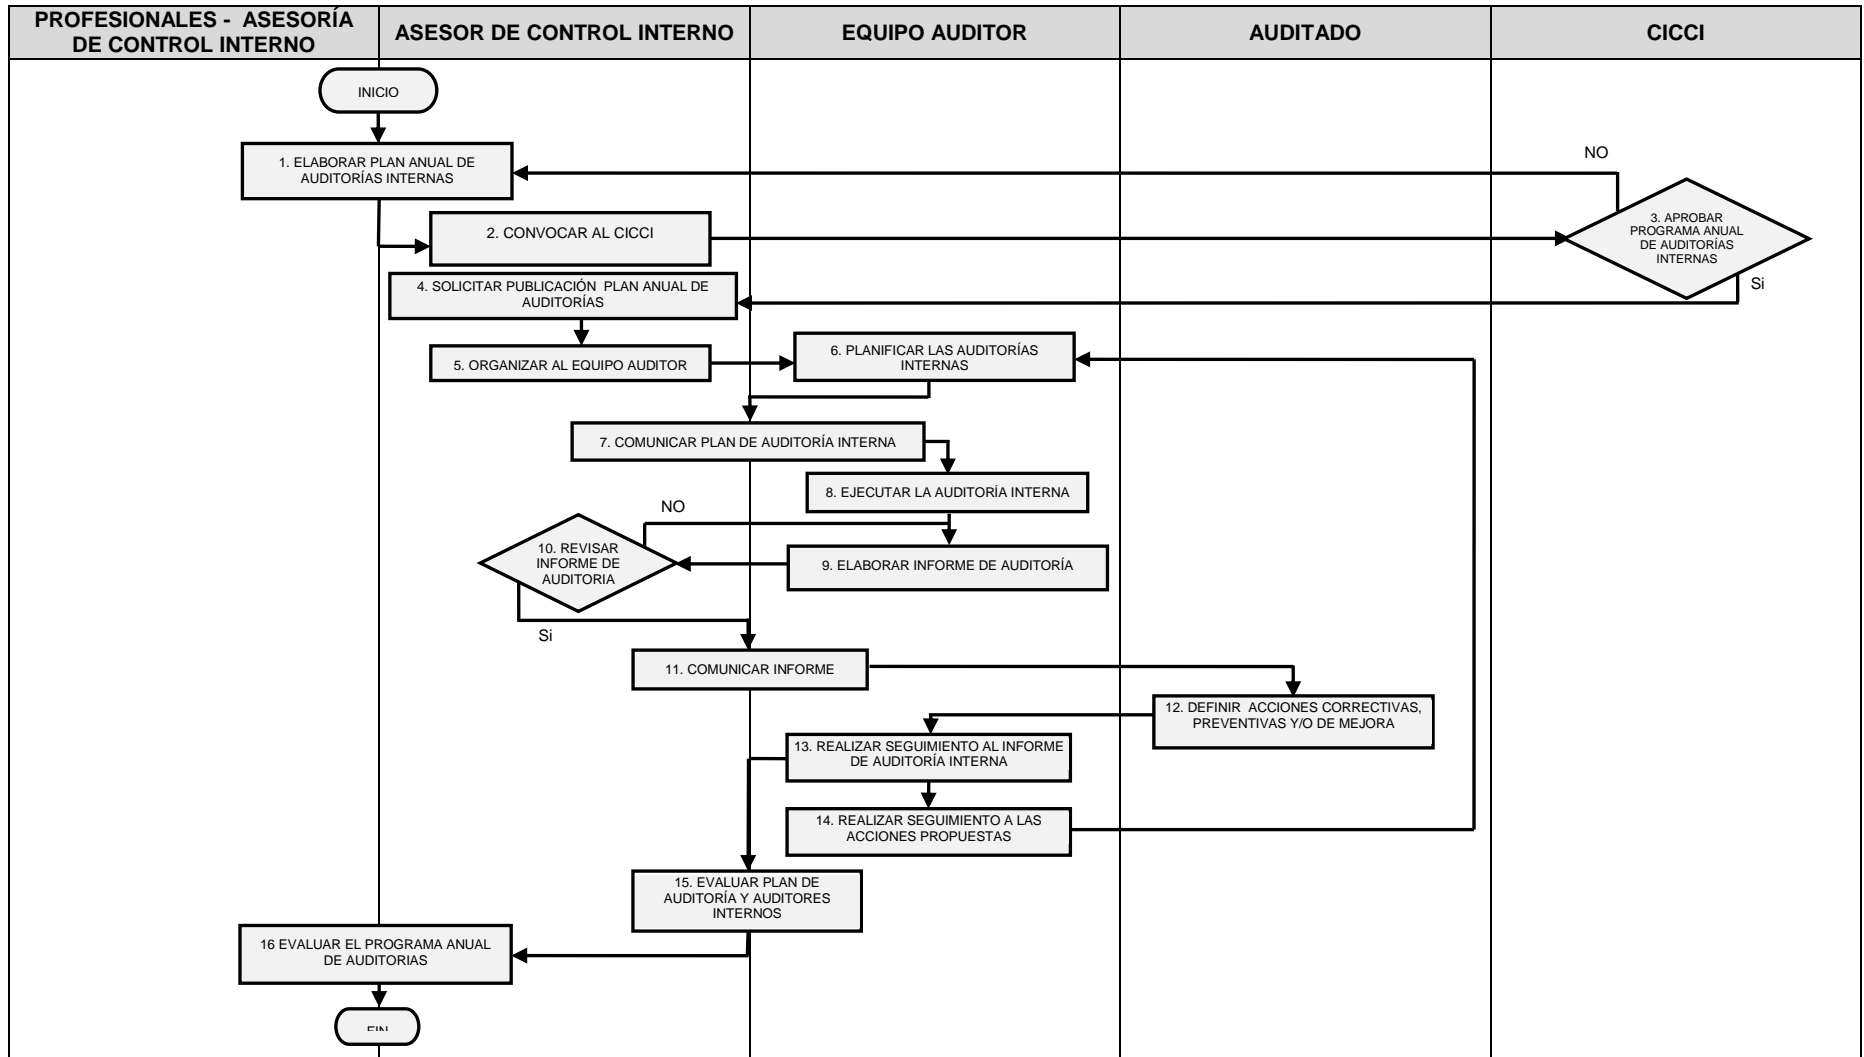 PROFESIONALES - ASESORÍA
DE CONTROL INTERNO
ASESOR DE CONTROL INTERNO
EQUIPO AUDITOR
AUDITADO
CICCI
INICIO
1. ELABORAR PLAN ANUAL DE
AUDITORÍAS INTERNAS
NO
2. CONVOCAR AL CICCI
3. APROBAR
PROGRAMA ANUAL
DE AUDITORÍAS
INTERNAS
Si
4. SOLICITAR PUBLICACIÓN PLAN ANUAL DE
AUDITORÍAS
5. ORGANIZAR AL EQUIPO AUDITOR
6. PLANIFICAR LAS AUDITORÍAS
INTERNAS
7. COMUNICAR PLAN DE AUDITORÍA INTERNA
8. EJECUTAR LA AUDITORÍA INTERNA
NO
9. ELABORAR INFORME DE AUDITORÍA
10. REVISAR
INFORME DE
AUDITORIA
Si
11. COMUNICAR INFORME
12. DEFINIR ACCIONES CORRECTIVAS,
PREVENTIVAS Y/O DE MEJORA
13. REALIZAR SEGUIMIENTO AL INFORME
DE AUDITORÍA INTERNA
14. REALIZAR SEGUIMIENTO A LAS
ACCIONES PROPUESTAS
15. EVALUAR PLAN DE
AUDITORÍA Y AUDITORES
INTERNOS
16 EVALUAR EL PROGRAMA ANUAL
DE AUDITORIAS
FIN